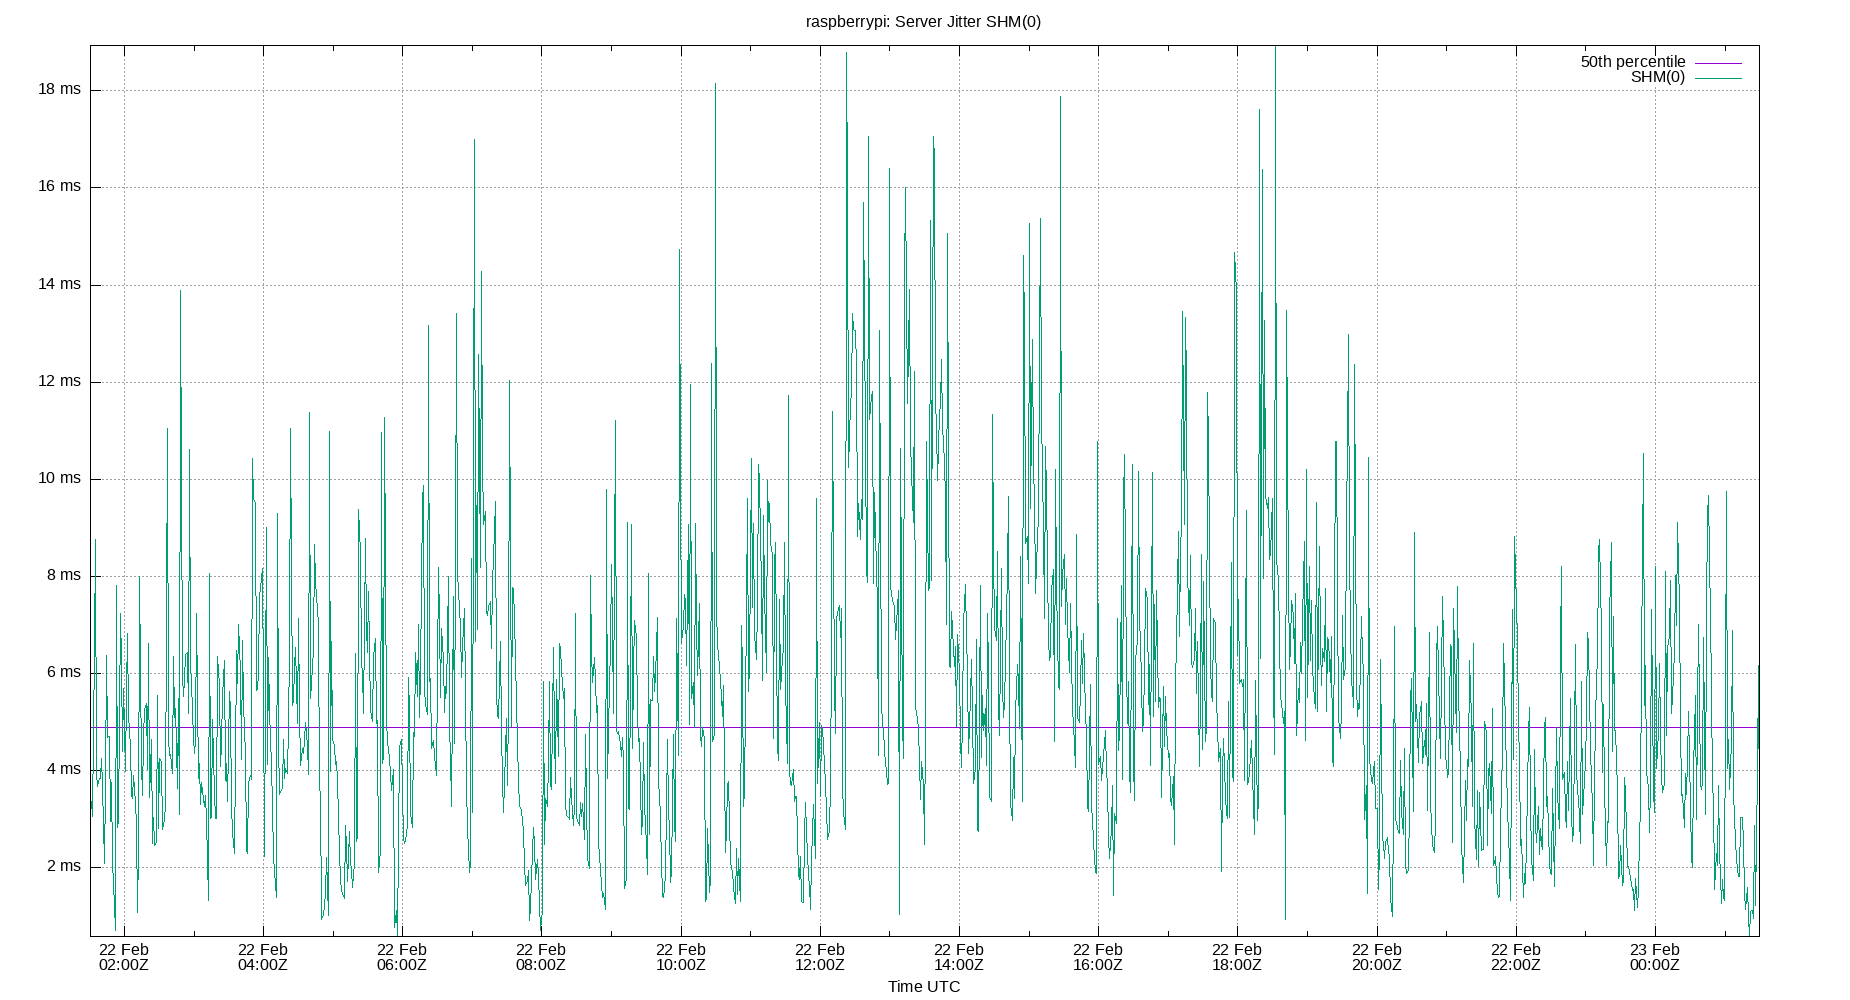 raspberrypi: Server Jitter SHM(0)
50th percentile
SHM(0)
18 ms
16 ms
14 ms
12 ms
10 ms
8 ms
6 ms
4 ms
2 ms
22 Feb 22 Feb 22 Feb 22 Feb 22 Feb 22 Feb 22 Feb 22 Feb 22 Feb 22 Feb 22 Feb 23 Feb
02:00Z 04:00Z 06:00Z 08:00Z 10:00Z 12:00Z 14:00Z 16:00Z 18:00Z 20:00Z 22:00Z 00:00Z
Time UTC